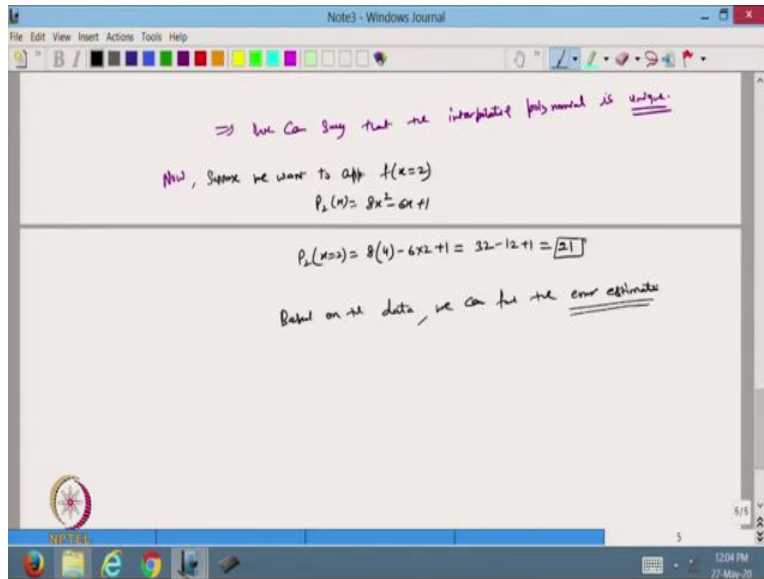 Note3 - Windows Journal
File Edit View Insert Actions Tools Help
B I
⇒ We Can Say that the interpolating polynomial is unique.
Now, Suppose we want to app f(x=2)
P₂(x) = 8x² - 6x + 1
P₂(x=2) = 8(4) - 6×2 + 1 = 32 - 12 + 1 = 21
Based on the data, we can find the error estimate
5/5
NPTEL
5
12:04 PM
27-May-20